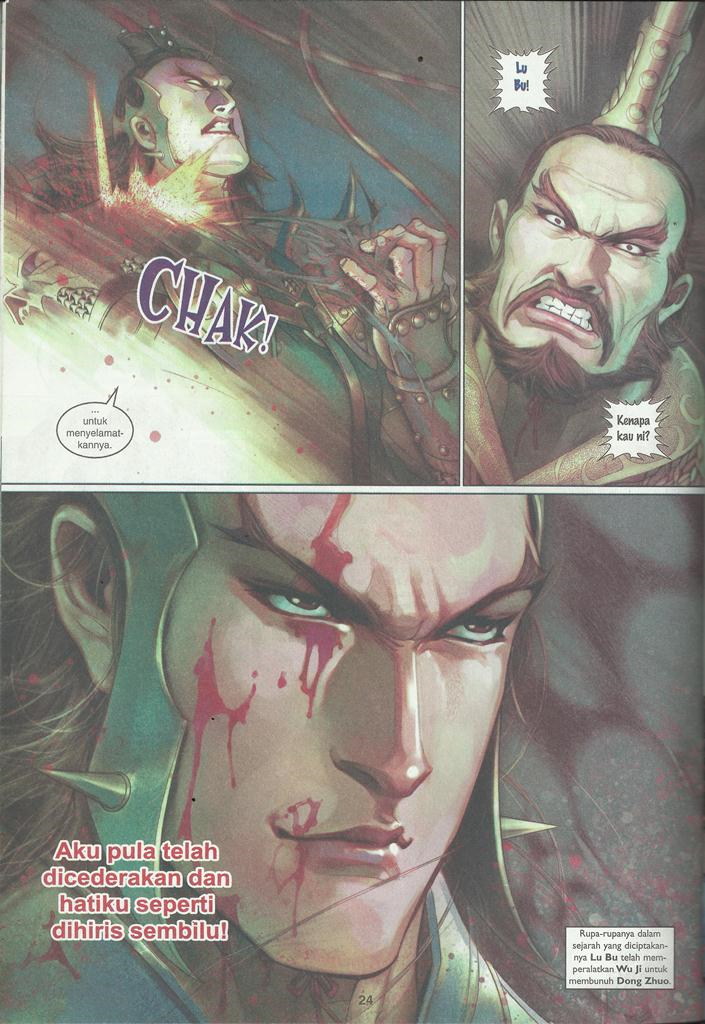 CHAK!
...
untuk
menyelamat-
kannya.
Lu
Bu!
Kenapa
kau ni?
Aku pula telah
dicederakan dan
hatiku seperti
dihiris sembilu!
Rupa-rupanya dalam
sejarah yang diciptakan-
nya Lu Bu telah mem-
peralatkan Wu Ji untuk
membunuh Dong Zhuo.
24